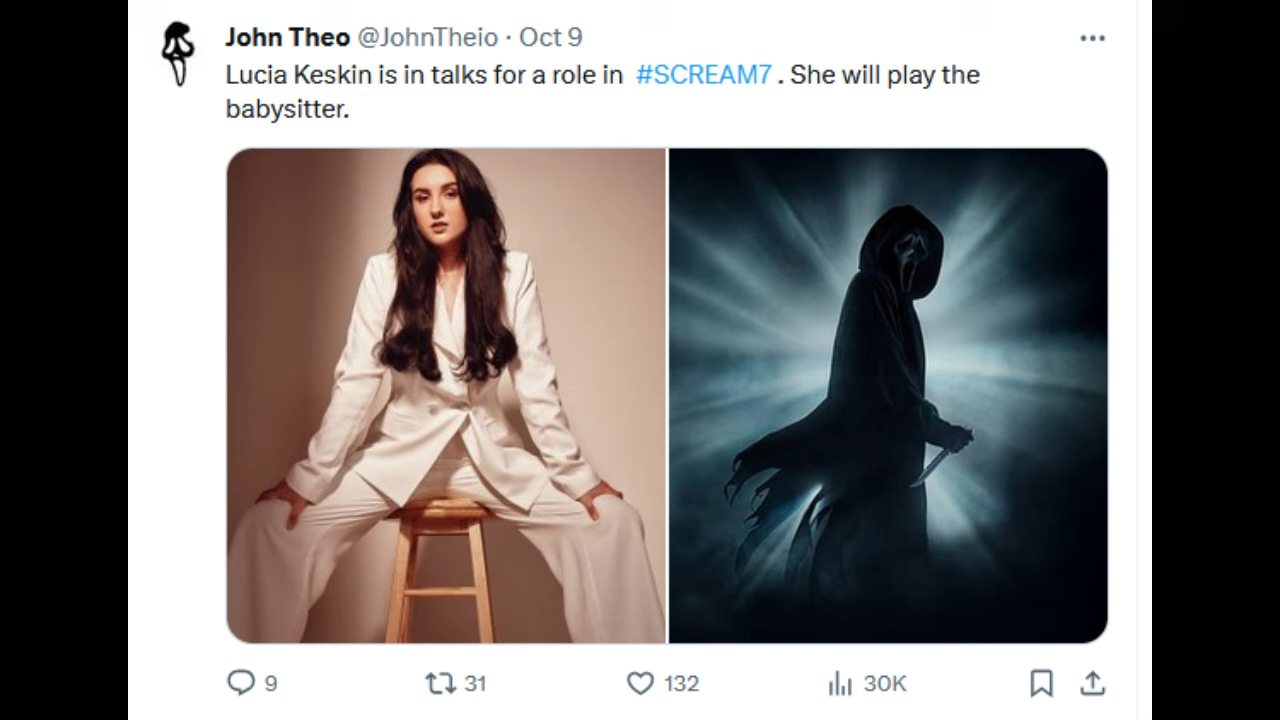 John Theo @JohnTheio · Oct 9
Lucia Keskin is in talks for a role in #SCREAM7 . She will play the
babysitter.
9 31 132 30K